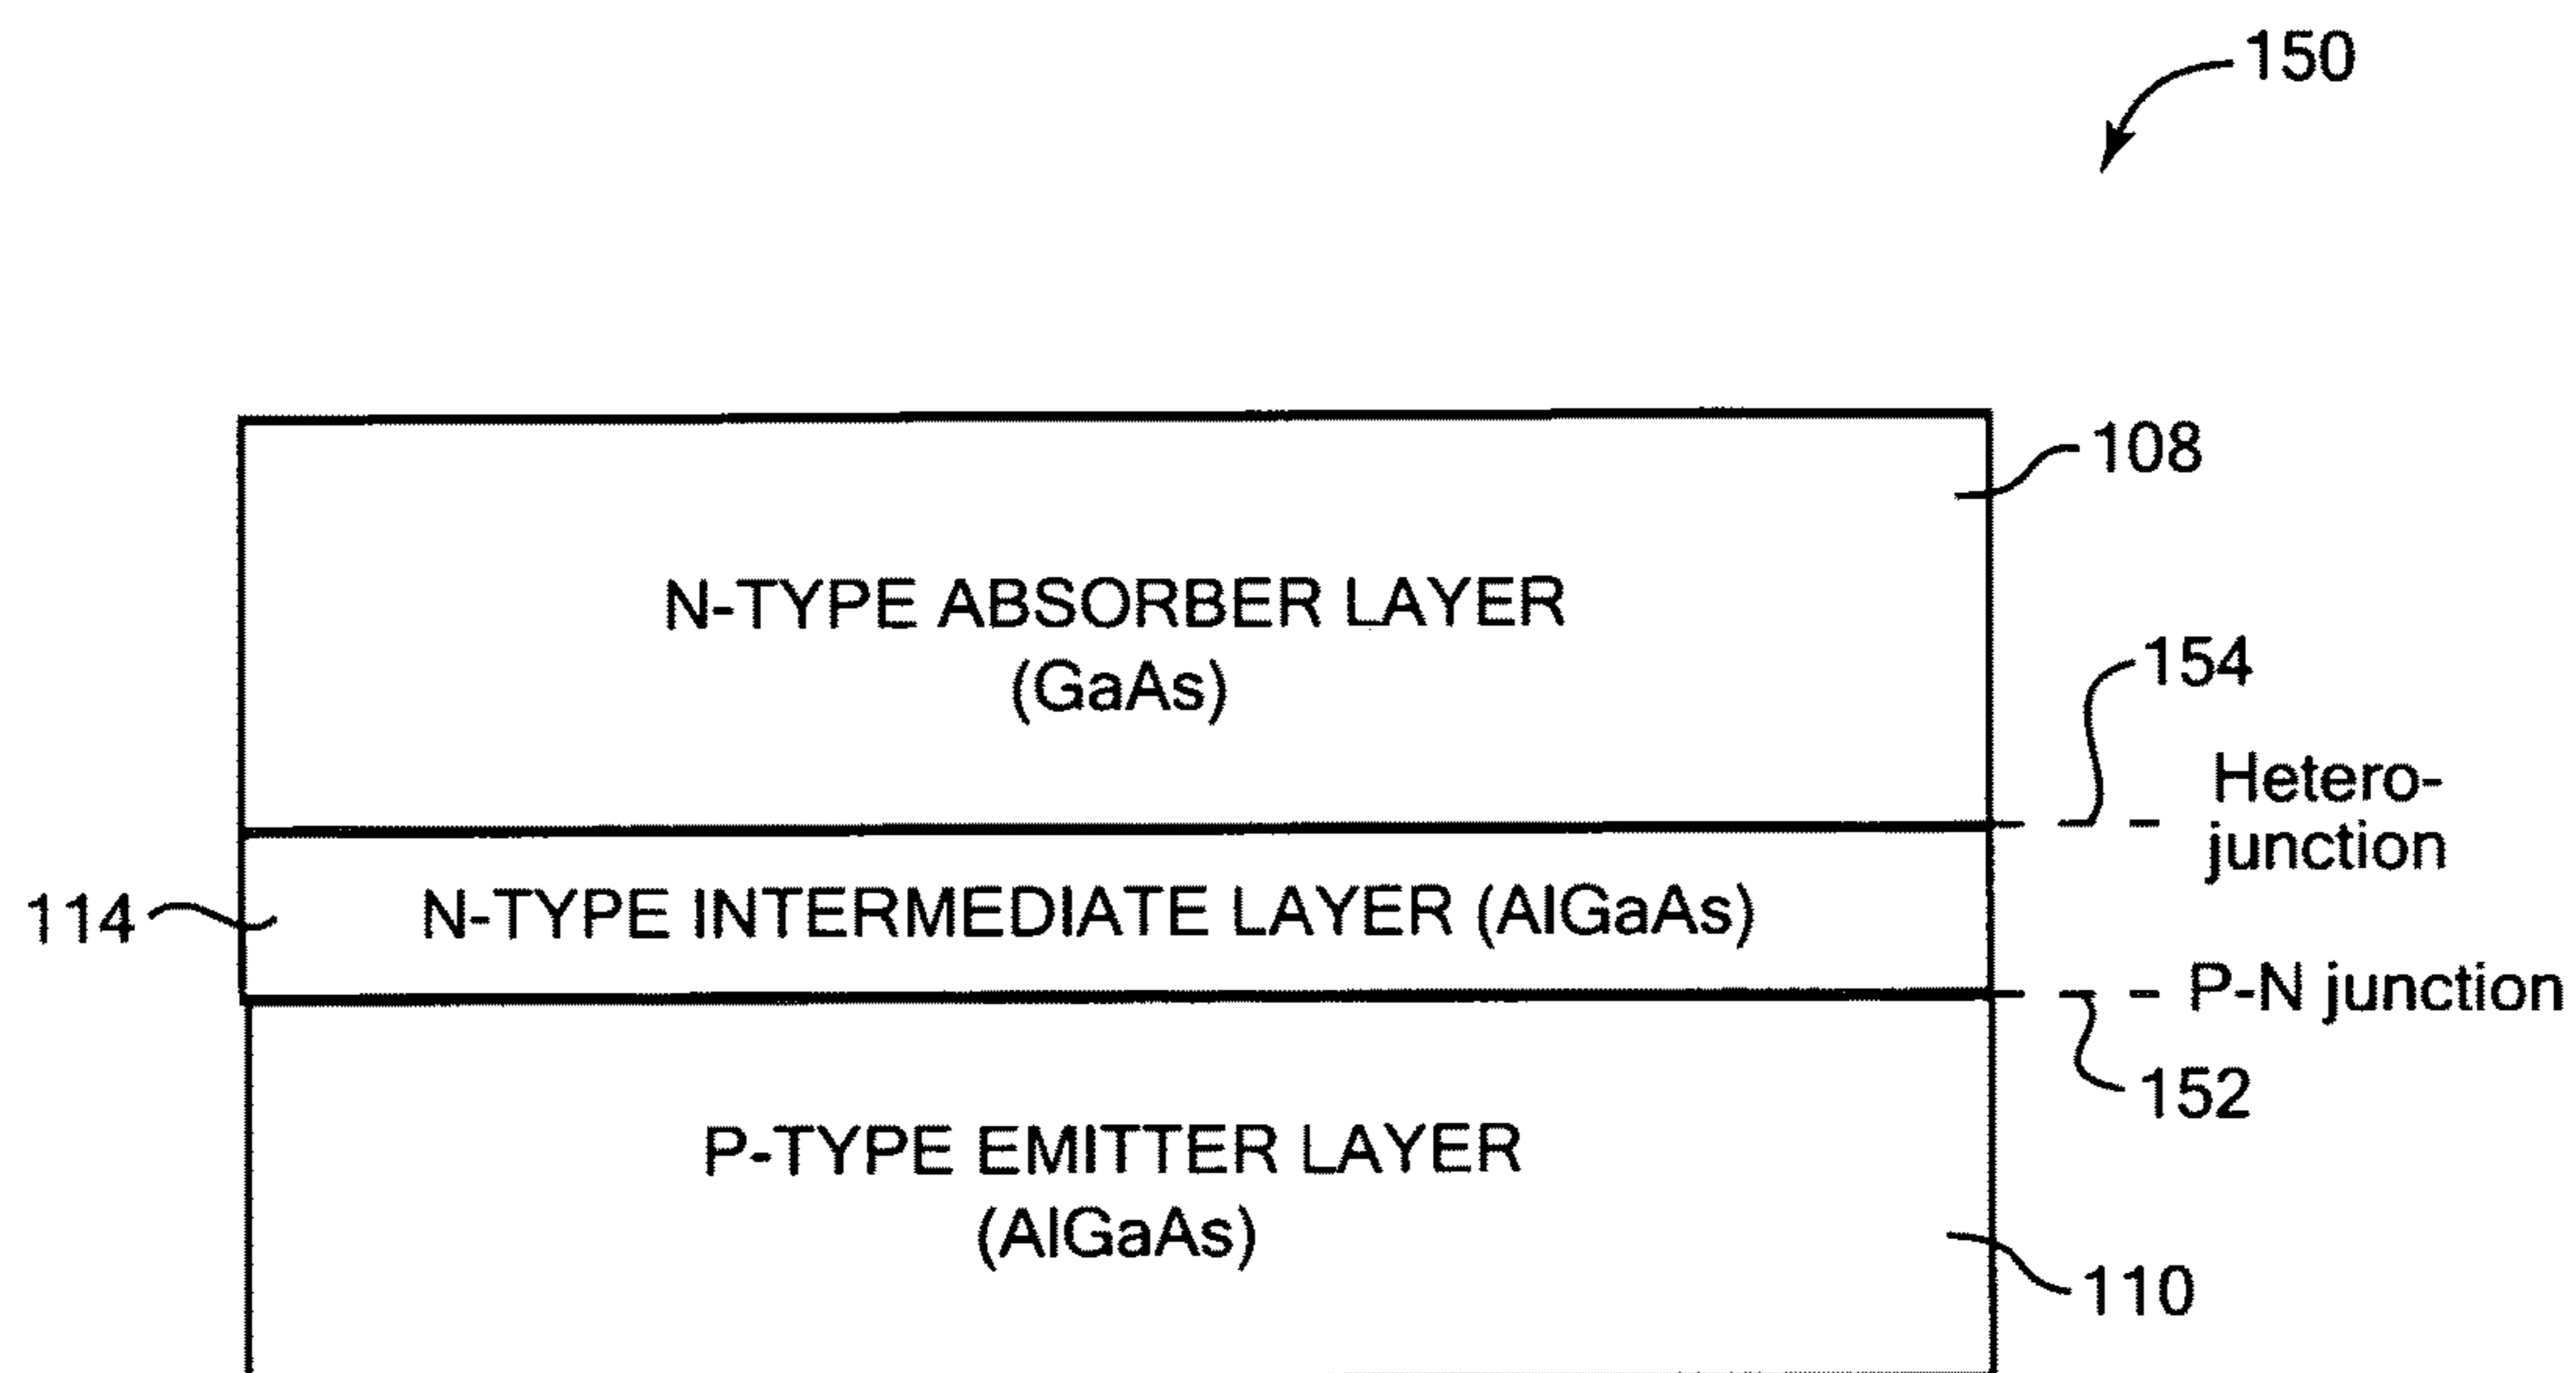 150
108
N-TYPE ABSORBER LAYER
(GaAs)
154
Hetero-
junction
114
N-TYPE INTERMEDIATE LAYER (AlGaAs)
P-N junction
152
P-TYPE EMITTER LAYER
(AlGaAs)
110